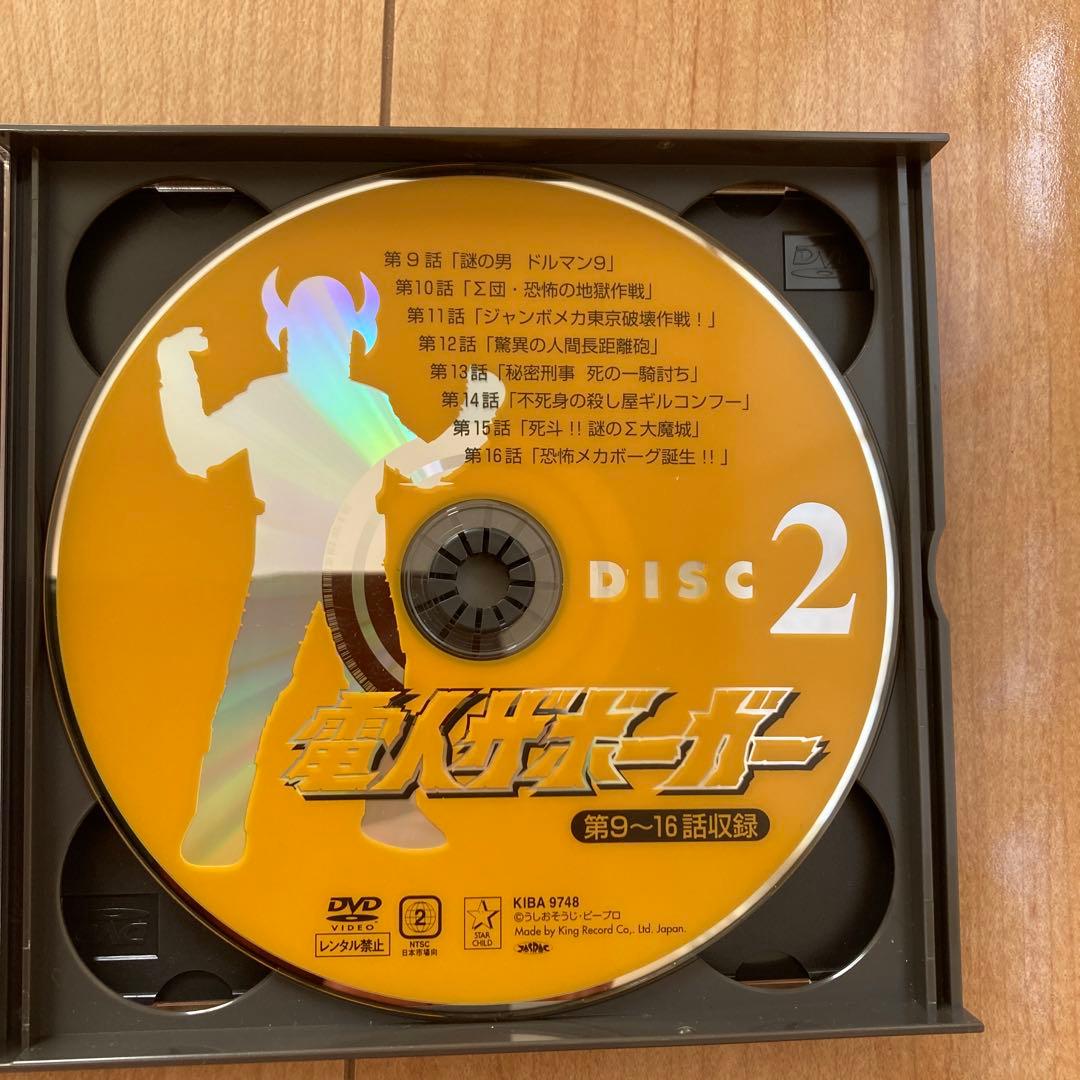 第9話「謎の男 ドルマン9」
第10話「Σ団・恐怖の地獄作戦」
第11話「ジャンボメカ東京破壊作戦！」
第12話「驚異の人間長距離砲」
第13話「秘密刑事 死の一騎討ち」
第14話「不死身の殺し屋ギルコンフー」
第15話「死斗!! 謎のΣ大魔城」
第16話「恐怖メカボーグ誕生!!」
DISC 2
電人ザボーガー
第9〜16話収録
DVD
VIDEO
レンタル禁止
2
NTSC
日本市場向
STAR
CHILD
KIBA 9748
©うしおそうじ・ピープロ
Made by King Record Co,. Ltd. Japan.
JASRAC